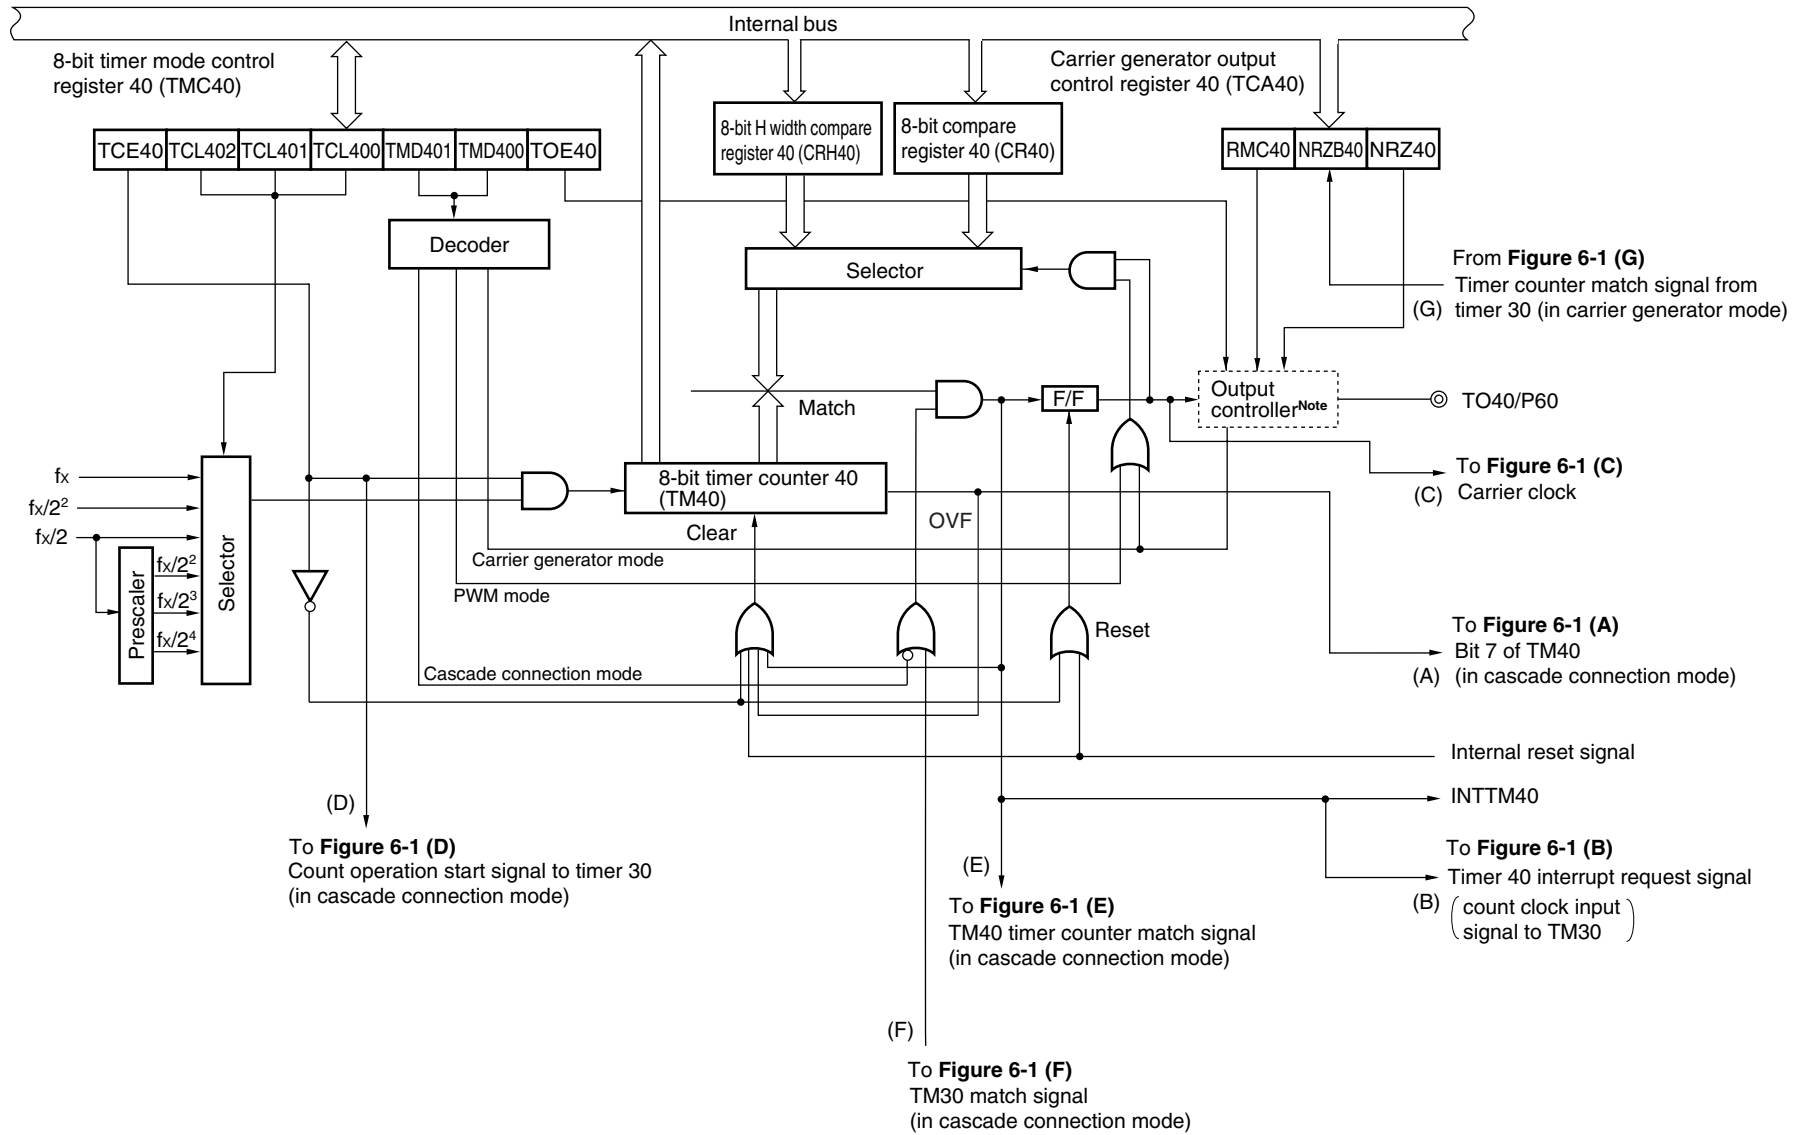 Internal bus
8-bit timer mode control
register 40 (TMC40)
Carrier generator output
control register 40 (TCA40)
8-bit H width compare
register 40 (CRH40)
8-bit compare
register 40 (CR40)
TCE40 TCL402 TCL401 TCL400 TMD401 TMD400 TOE40
RMC40 NRZB40 NRZ40
Decoder
Selector
From Figure 6-1 (G)
Timer counter match signal from
(G) timer 30 (in carrier generator mode)
Match
F/F
Output
controllerNote
TO40/P60
To Figure 6-1 (C)
(C) Carrier clock
fX
fX/2²
fX/2
Prescaler
fX/2²
fX/2³
fX/2⁴
Selector
8-bit timer counter 40
(TM40)
Clear
OVF
Carrier generator mode
PWM mode
Cascade connection mode
Reset
To Figure 6-1 (A)
Bit 7 of TM40
(A) (in cascade connection mode)
Internal reset signal
INTTM40
(D)
To Figure 6-1 (D)
Count operation start signal to timer 30
(in cascade connection mode)
(E)
To Figure 6-1 (E)
TM40 timer counter match signal
(in cascade connection mode)
To Figure 6-1 (B)
Timer 40 interrupt request signal
(B) (count clock input
signal to TM30)
(F)
To Figure 6-1 (F)
TM30 match signal
(in cascade connection mode)